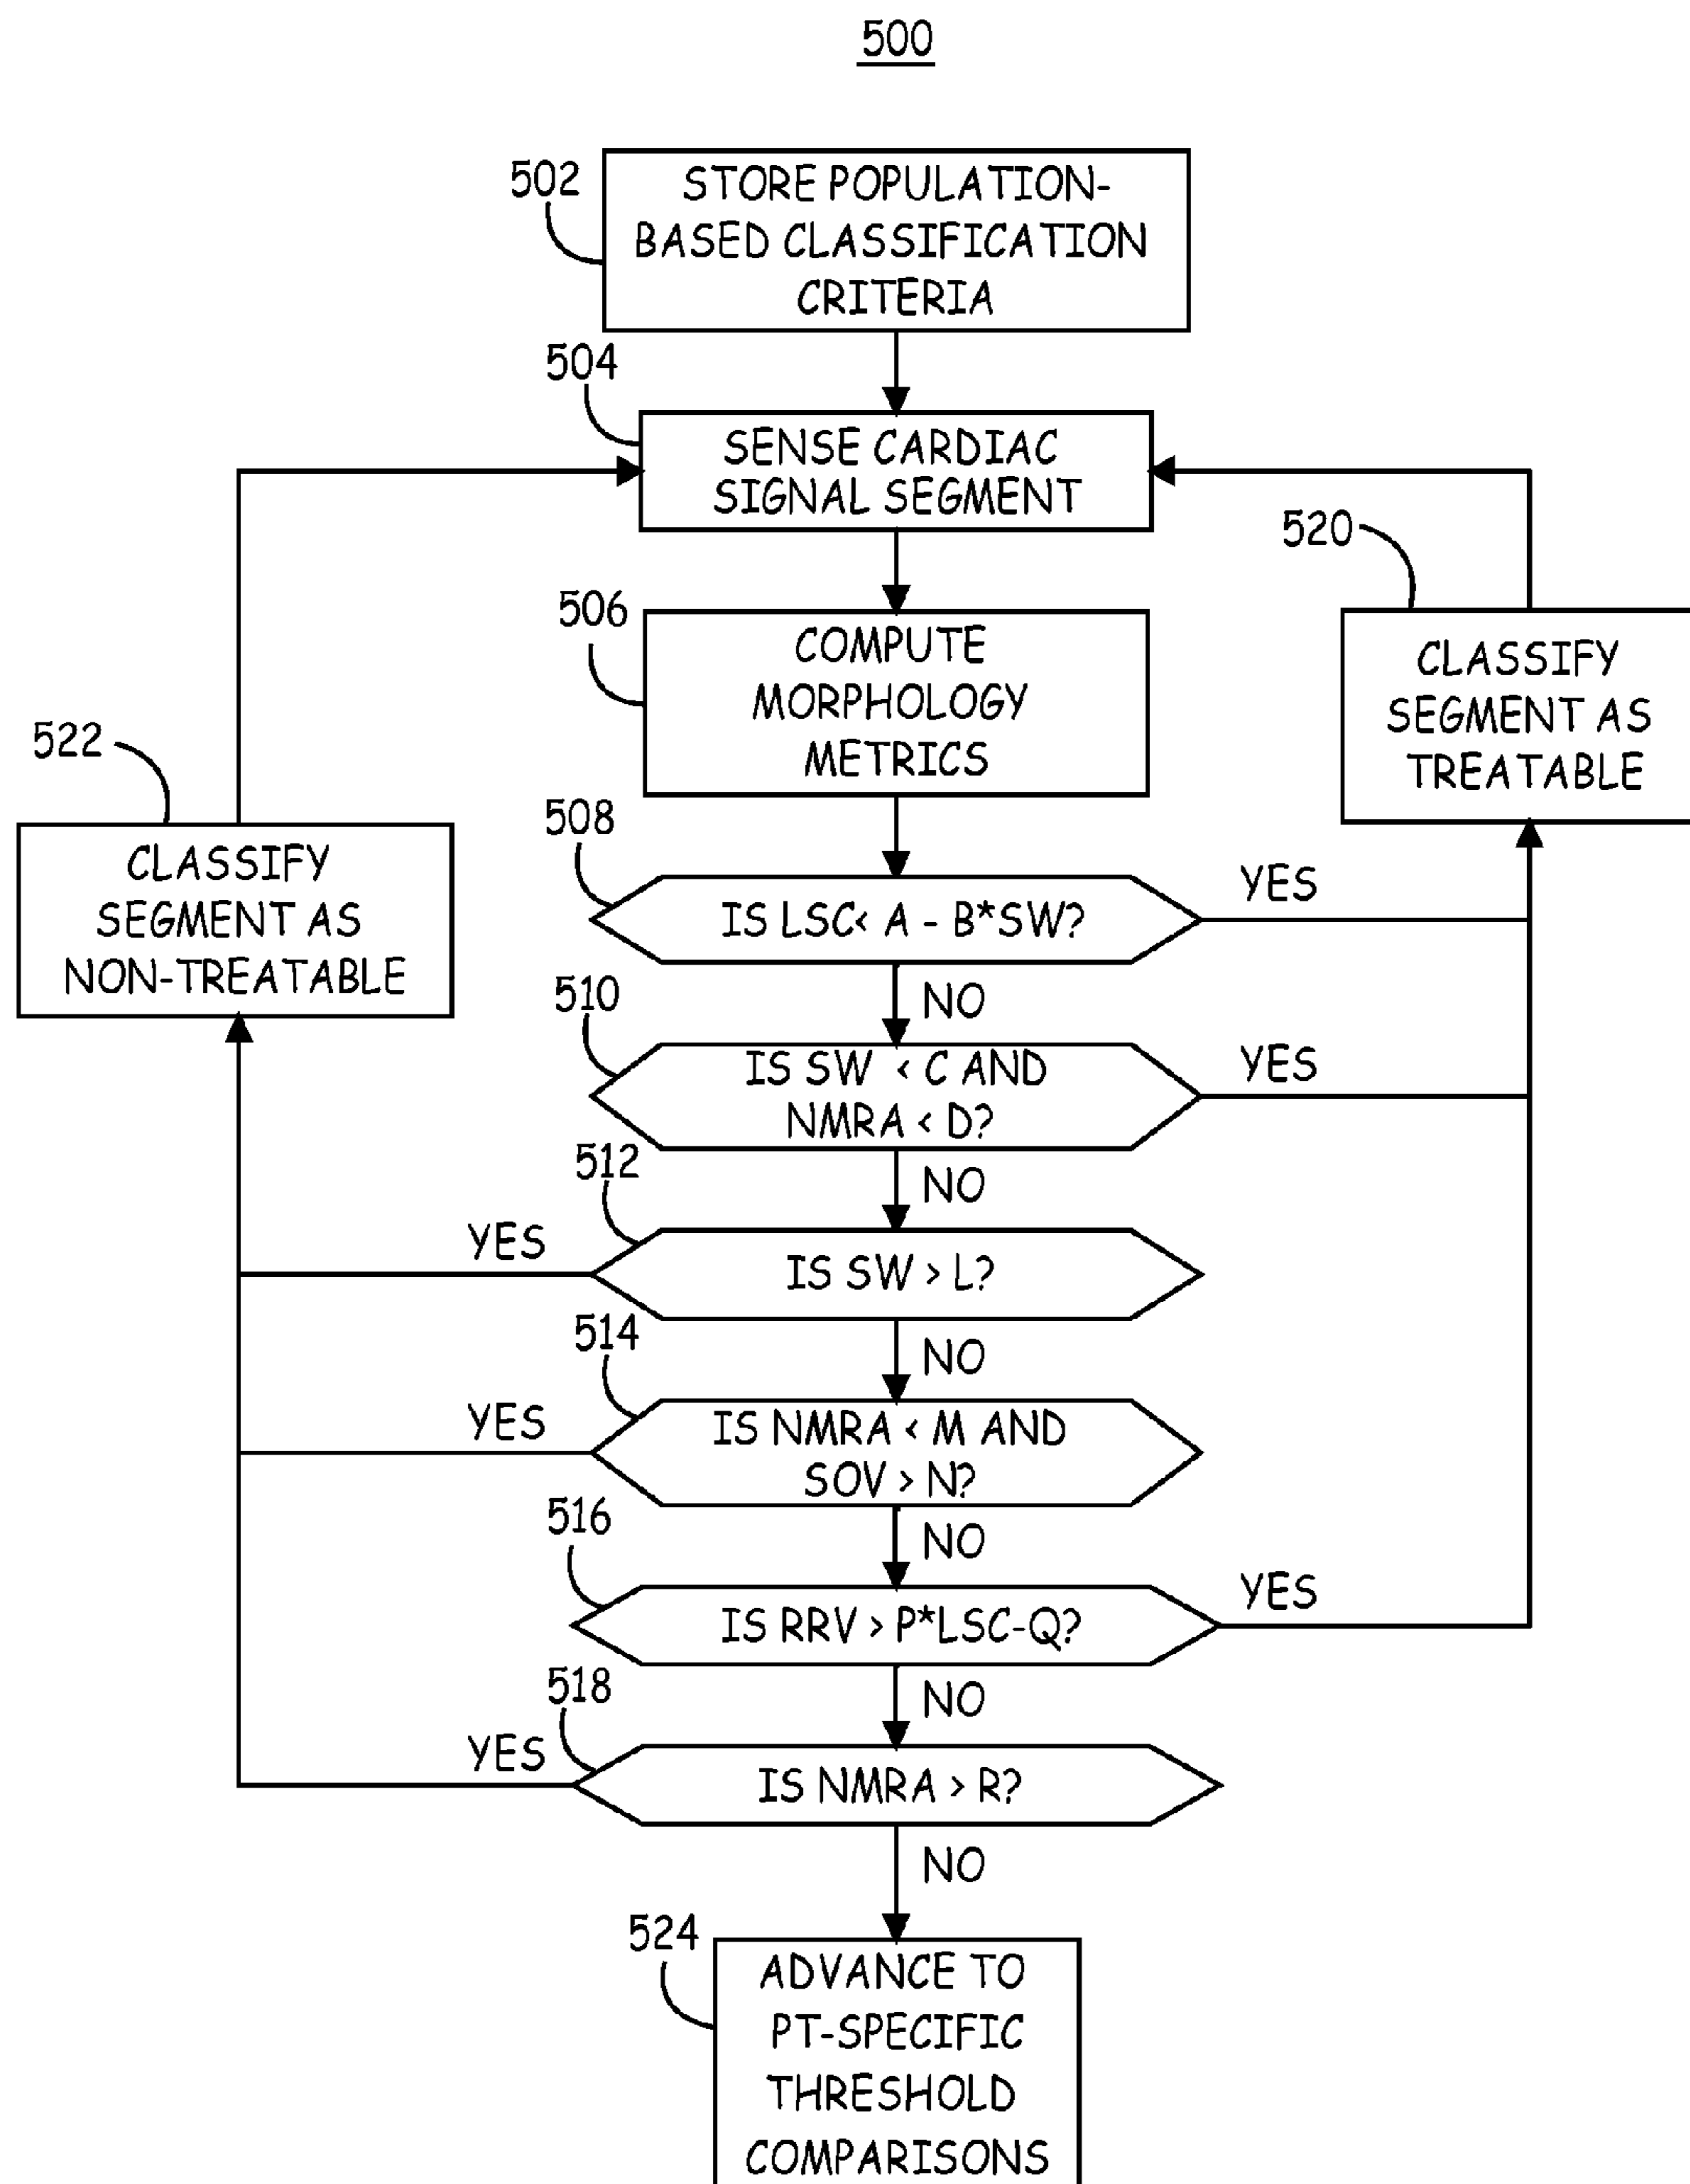 500
502
STORE POPULATION-
BASED CLASSIFICATION
CRITERIA
504
SENSE CARDIAC
SIGNAL SEGMENT
520
506
COMPUTE
MORPHOLOGY
METRICS
CLASSIFY
SEGMENT AS
TREATABLE
522
CLASSIFY
SEGMENT AS
NON-TREATABLE
508
IS LSC< A - B*SW?
YES
NO
510
IS SW < C AND
NMRA < D?
YES
NO
512
YES
IS SW > L?
NO
514
YES
IS NMRA < M AND
SOV > N?
NO
516
IS RRV > P*LSC-Q?
YES
NO
518
YES
IS NMRA > R?
NO
524
ADVANCE TO
PT-SPECIFIC
THRESHOLD
COMPARISONS